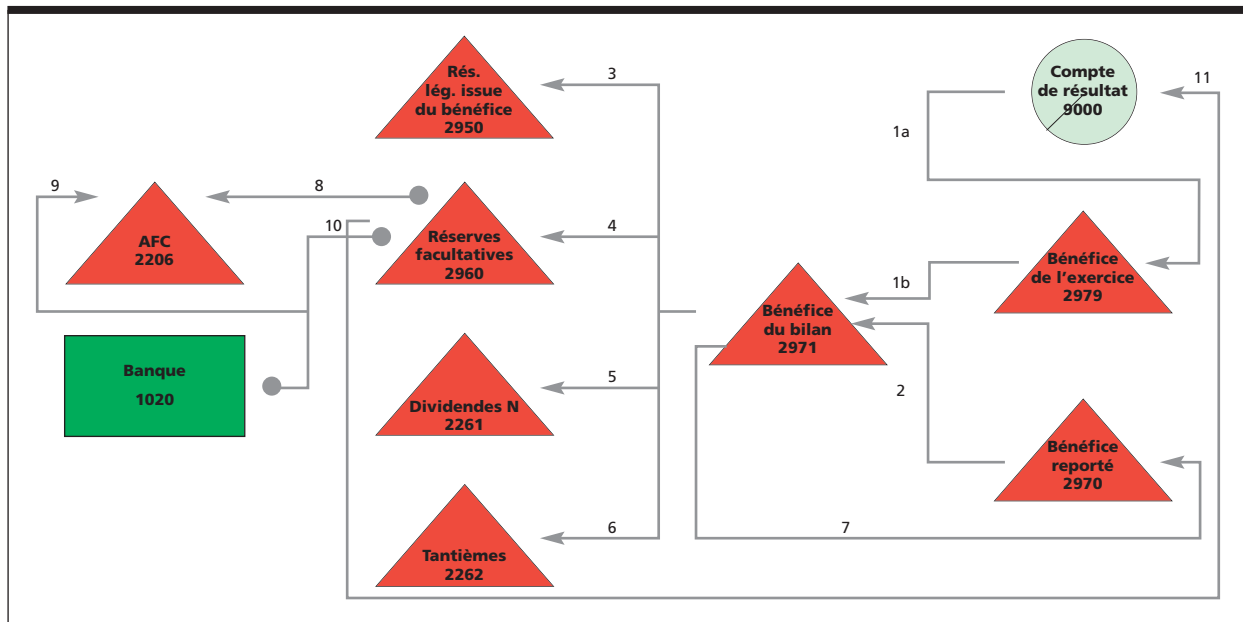 Rés.
lég. issue
du bénéfice
2950
3
Compte
de résultat
9000
11
1a
9
8
AFC
2206
10
Réserves
facultatives
2960
4
Bénéfice
de l'exercice
2979
1b
Bénéfice
du bilan
2971
Banque
1020
Dividendes N
2261
5
2
Bénéfice
reporté
2970
Tantièmes
2262
6
7